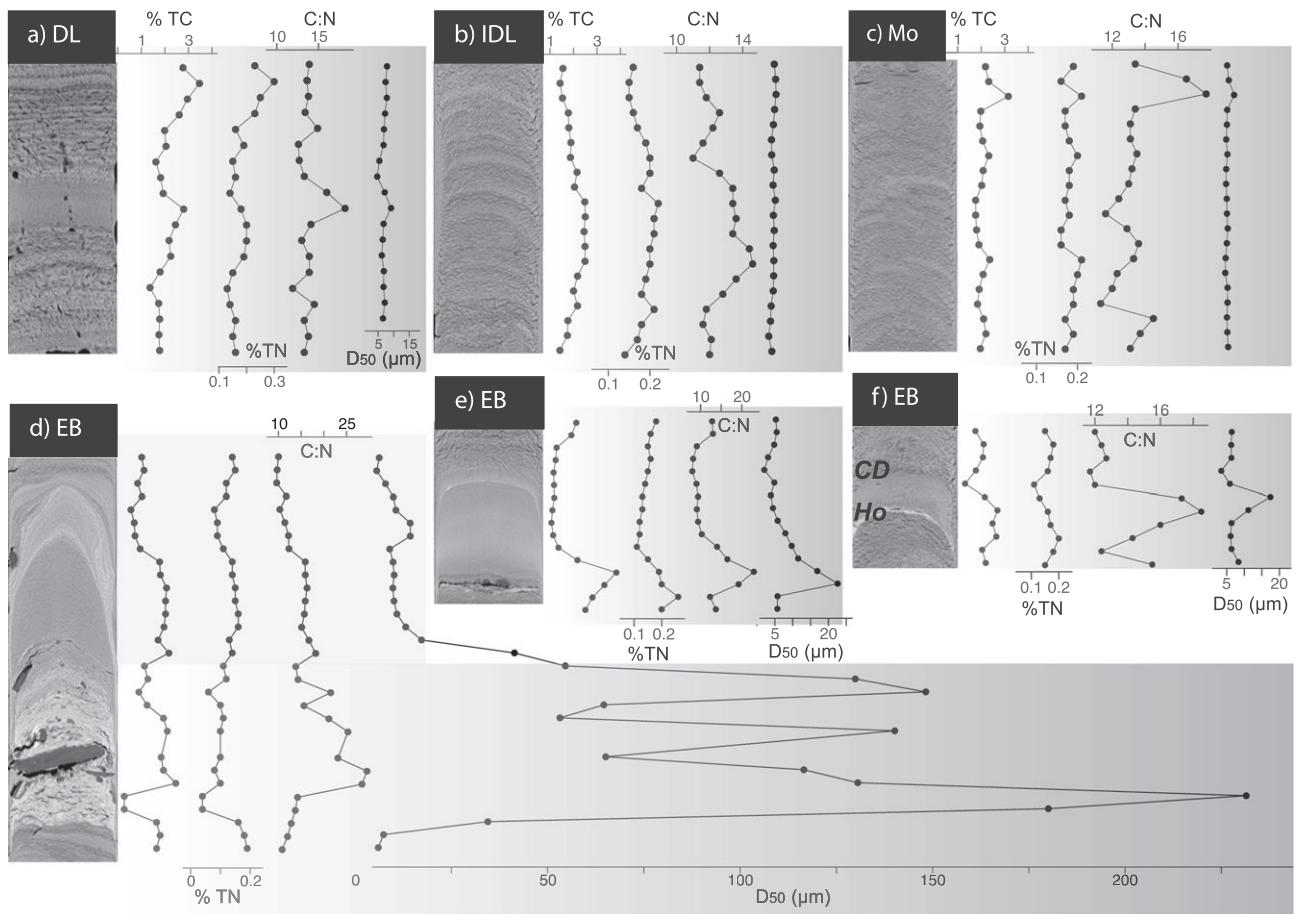 a) DL
% TC
1 3
C:N
10 15
%TN
0.1 0.3
5 15
D50 (µm)
b) IDL
% TC
1 3
C:N
10 14
%TN
0.1 0.2
c) Mo
% TC
1 3
C:N
12 16
%TN
0.1 0.2
d) EB
10 25
C:N
0 0.2
% TN
0 50 100 150 200
D50 (µm)
e) EB
10 20
C:N
0.1 0.2
%TN
5 20
D50 (µm)
f) EB
CD
Ho
12 16
C:N
0.1 0.2
%TN
5 20
D50 (µm)